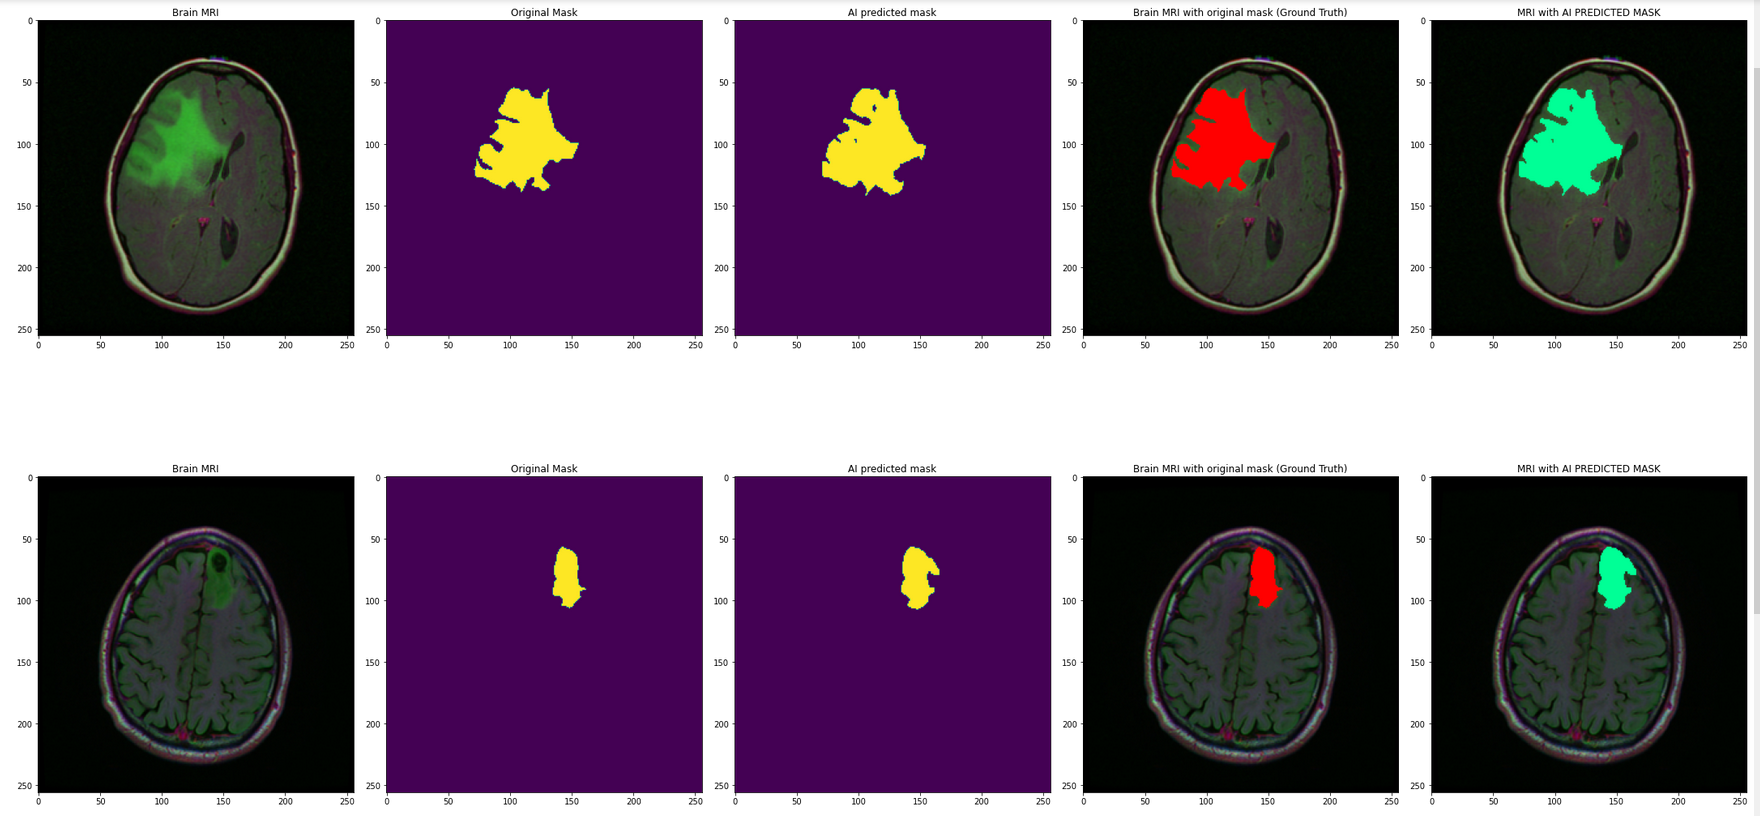 Brain MRI Original Mask AI predicted mask Brain MRI with original mask (Ground Truth) MRI with AI PREDICTED MASK
0 0 0 0 0
50 50 50 50 50
100 100 100 100 100
150 150 150 150 150
200 200 200 200 200
250 250 250 250 250
0 50 100 150 200 250 0 50 100 150 200 250 0 50 100 150 200 250 0 50 100 150 200 250 0 50 100 150 200 250
Brain MRI Original Mask AI predicted mask Brain MRI with original mask (Ground Truth) MRI with AI PREDICTED MASK
0 0 0 0 0
50 50 50 50 50
100 100 100 100 100
150 150 150 150 150
200 200 200 200 200
250 250 250 250 250
0 50 100 150 200 250 0 50 100 150 200 250 0 50 100 150 200 250 0 50 100 150 200 250 0 50 100 150 200 250